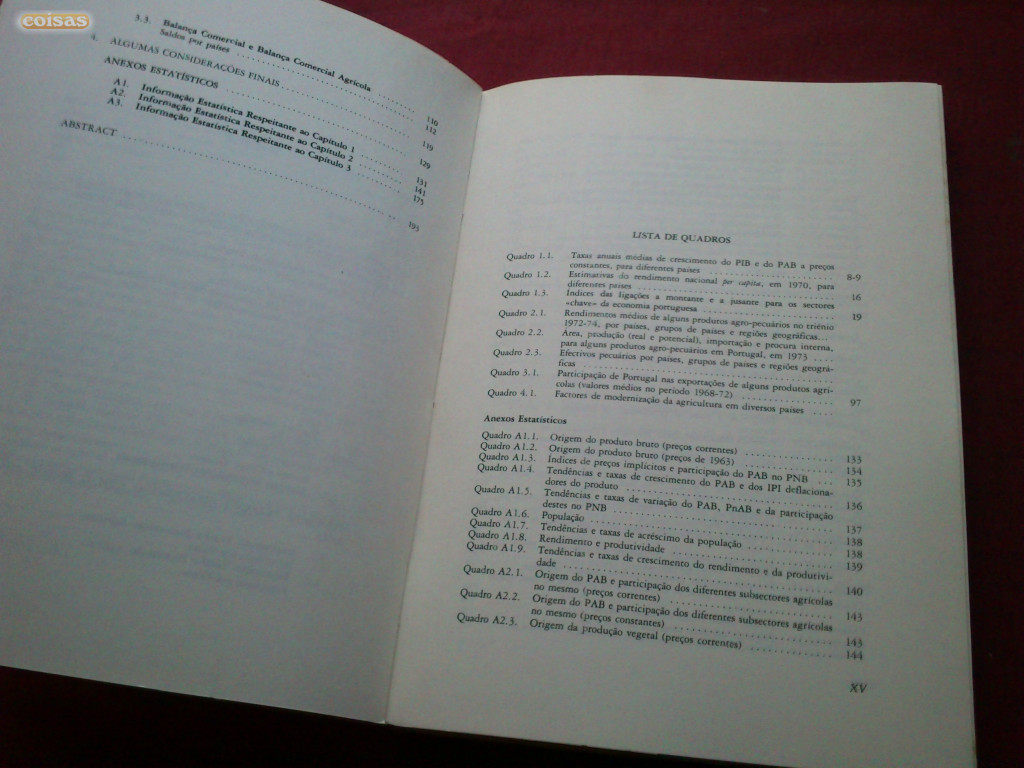 coisas
3.3. Balança Comercial e Balança Comercial Agrícola
Saldos por países ..........
110
4. ALGUMAS CONSIDERAÇÕES FINAIS ..........
112
ANEXOS ESTATÍSTICOS ..........
119
A1. Informação Estatística Respeitante ao Capítulo 1 ..........
129
A2. Informação Estatística Respeitante ao Capítulo 2 ..........
131
A3. Informação Estatística Respeitante ao Capítulo 3 ..........
141
175
ABSTRACT ..........
193
LISTA DE QUADROS
Quadro 1.1. Taxas anuais médias de crescimento do PIB e do PAB a preços
constantes, para diferentes países .......... 8-9
Quadro 1.2. Estimativas do rendimento nacional per capita, em 1970, para
diferentes países .......... 16
Quadro 1.3. Índices das ligações a montante e a jusante para os sectores
«chave» da economia portuguesa .......... 19
Quadro 2.1. Rendimentos médios de alguns produtos agro-pecuários no triénio
1972-74, por países, grupos de países e regiões geográficas...
Quadro 2.2. Área, produção (real e potencial), importação e procura interna,
para alguns produtos agro-pecuários em Portugal, em 1973 ....
Quadro 2.3. Efectivos pecuários por países, grupos de países e regiões geográ-
ficas ..........
Quadro 3.1. Participação de Portugal nas exportações de alguns produtos agrí-
colas (valores médios no período 1968-72) .......... 97
Quadro 4.1. Factores de modernização da agricultura em diversos países ....
Anexos Estatísticos
Quadro A1.1. Origem do produto bruto (preços correntes) .......... 133
Quadro A1.2. Origem do produto bruto (preços de 1963) .......... 134
Quadro A1.3. Índices de preços implícitos e participação do PAB no PNB ... 135
Quadro A1.4. Tendências e taxas de crescimento do PAB e dos IPI deflaciona-
dores do produto .......... 136
Quadro A1.5. Tendências e taxas de variação do PAB, PnAB e da participação
destes no PNB .......... 137
Quadro A1.6. População .......... 138
Quadro A1.7. Tendências e taxas de acréscimo da população .......... 138
Quadro A1.8. Rendimento e produtividade .......... 139
Quadro A1.9. Tendências e taxas de crescimento do rendimento e da produtivi-
dade .......... 140
Quadro A2.1. Origem do PAB e participação dos diferentes subsectores agrícolas
no mesmo (preços correntes) .......... 143
Quadro A2.2. Origem do PAB e participação dos diferentes subsectores agrícolas
no mesmo (preços constantes) .......... 143
Quadro A2.3. Origem da produção vegetal (preços correntes) .......... 144
XV